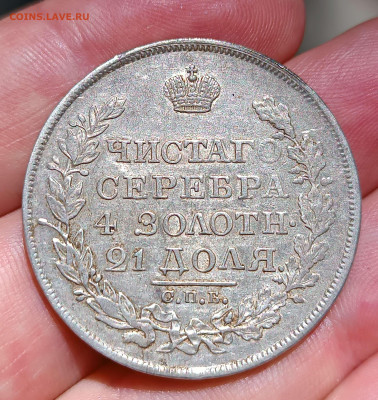 COINS.LAVE.RU
ЧИСТАГО
СЕРЕБРА
4 ЗОЛОТН·
21 ДОЛЯ.
С.П.Б.